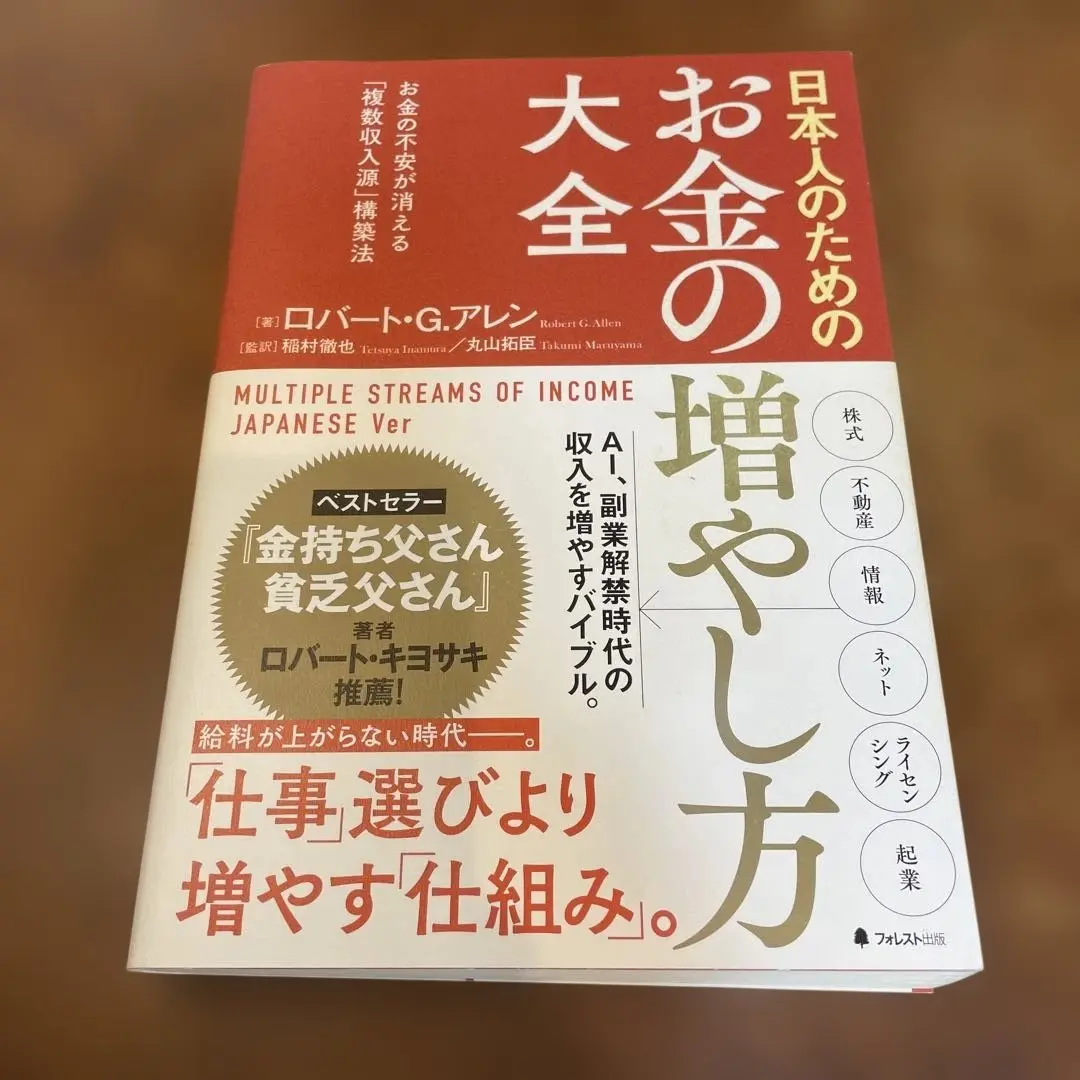 日本人のための
お金の増やし方
大全
お金の不安が消える
「複数収入源」構築法
[著]ロバート・G.アレン Robert G. Allen
[監訳]稲村徹也 Tetsuya Inamura／丸山拓臣 Takumi Maruyama
MULTIPLE STREAMS OF INCOME
JAPANESE Ver
AI、副業解禁時代の
収入を増やすバイブル。
株式
不動産
情報
ネット
ライセン
シング
起業
ベストセラー
『金持ち父さん
貧乏父さん』
著者
ロバート・キヨサキ
推薦!
給料が上がらない時代——。
「仕事」選びより
増やす「仕組み」。
フォレスト出版